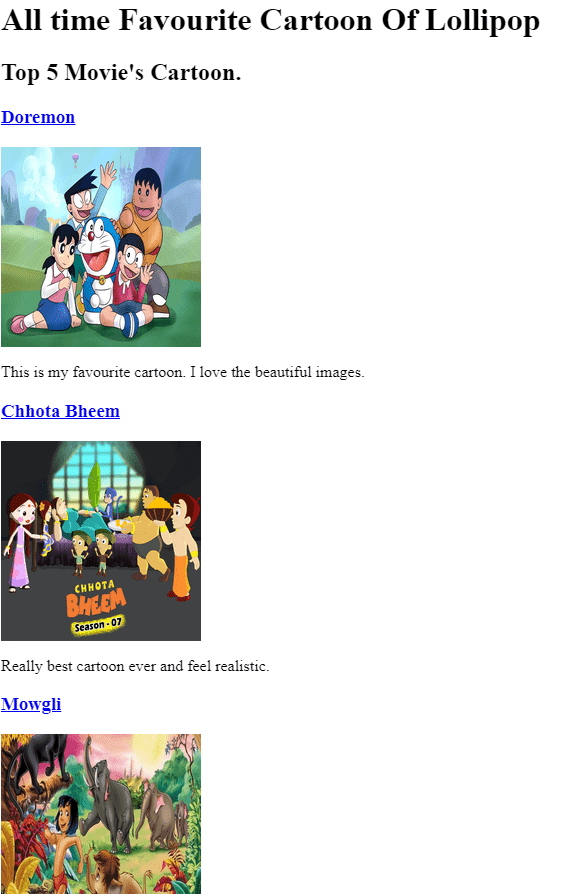 All time Favourite Cartoon Of Lollipop
Top 5 Movie's Cartoon.
Doremon
This is my favourite cartoon. I love the beautiful images.
Chhota Bheem
CHHOTA
BHEEM
Season - 07
Really best cartoon ever and feel realistic.
Mowgli